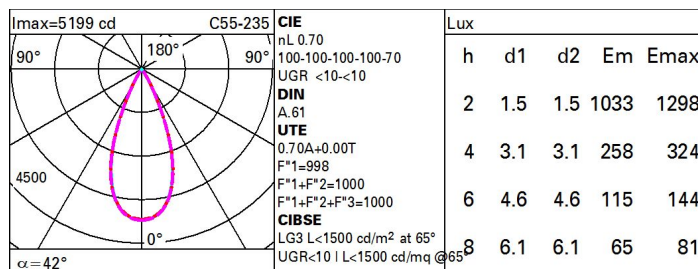 Imax=5199 cd C55-235
90° 180° 90°
4500
0°
α=42°
CIE
nL 0.70
100-100-100-100-70
UGR <10-<10
DIN
A.61
UTE
0.70A+0.00T
F"1=998
F"1+F"2=1000
F"1+F"2+F"3=1000
CIBSE
LG3 L<1500 cd/m² at 65°
UGR<10 | L<1500 cd/mq @65°
Lux
h d1 d2 Em Emax
2 1.5 1.5 1033 1298
4 3.1 3.1 258 324
6 4.6 4.6 115 144
8 6.1 6.1 65 81